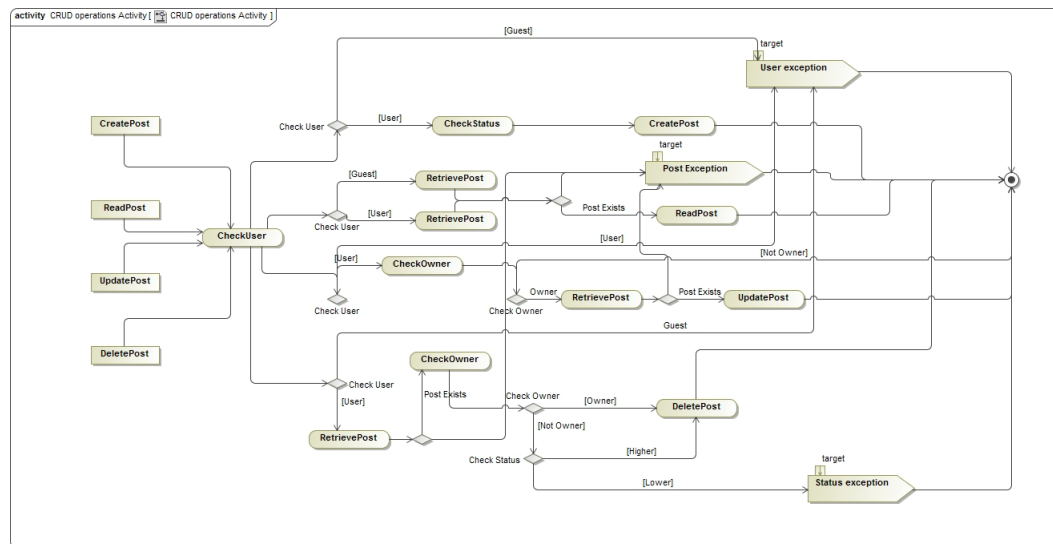 activity CRUD operations Activity [ CRUD operations Activity ]
[Guest]
target
User exception
CreatePost
Check User
[User]
CheckStatus
CreatePost
target
Post Exception
[Guest]
RetrievePost
ReadPost
[User]
RetrievePost
Post Exists
ReadPost
Check User
CheckUser
[User]
[Not Owner]
[User]
CheckOwner
UpdatePost
Owner
RetrievePost
Post Exists
UpdatePost
Check User
Check Owner
Guest
DeletePost
CheckOwner
Check User
Post Exists
Check Owner
[User]
[Owner]
DeletePost
[Not Owner]
RetrievePost
Check Status
[Higher]
target
[Lower]
Status exception